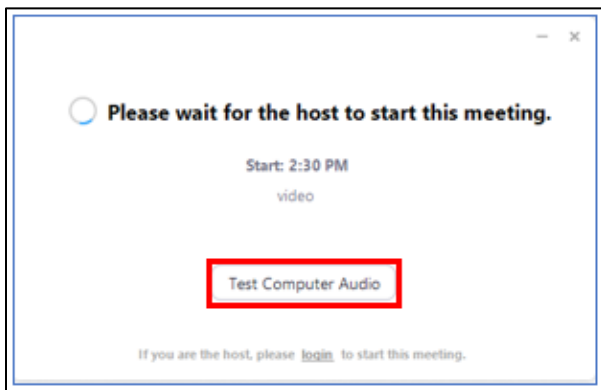 Please wait for the host to start this meeting.
Start: 2:30 PM
video
Test Computer Audio
If you are the host, please login to start this meeting.